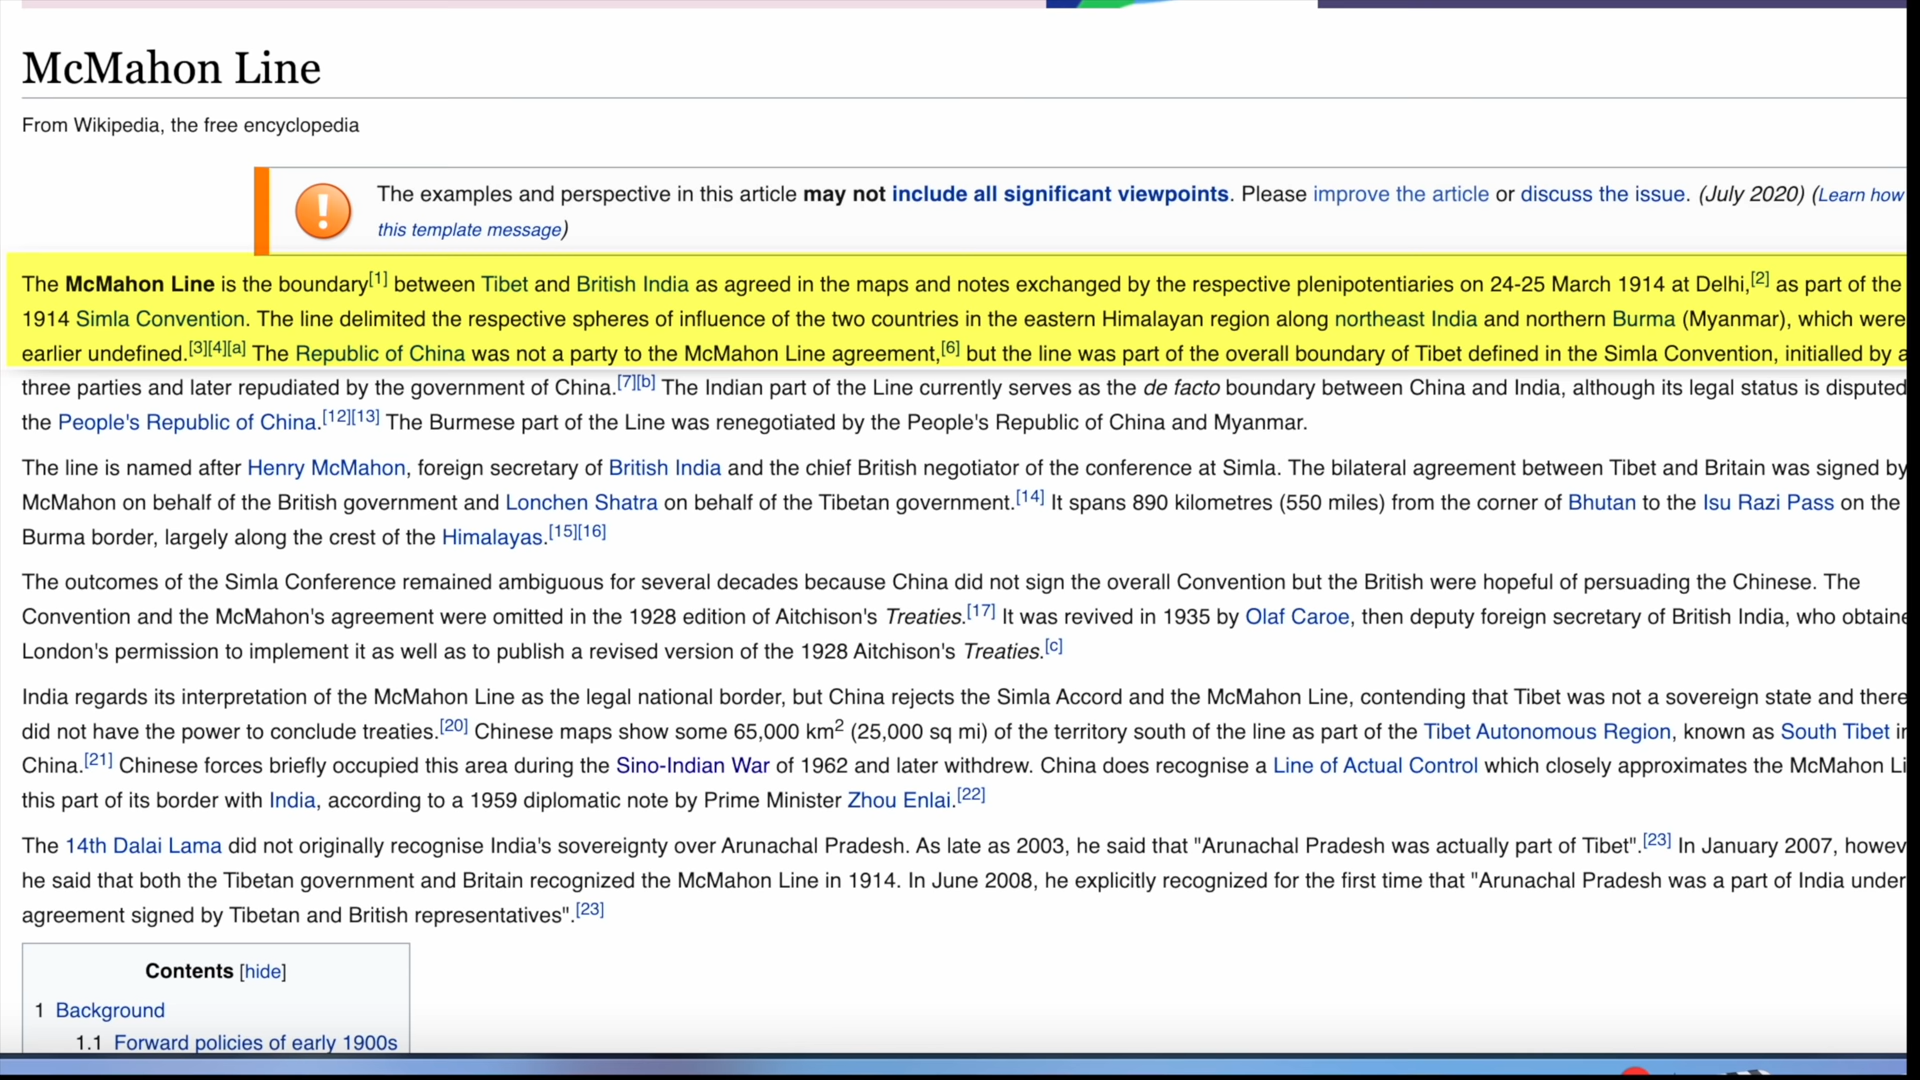 McMahon Line
From Wikipedia, the free encyclopedia
The examples and perspective in this article may not include all significant viewpoints. Please improve the article or discuss the issue. (July 2020) (Learn how
this template message)
The McMahon Line is the boundary[1] between Tibet and British India as agreed in the maps and notes exchanged by the respective plenipotentiaries on 24-25 March 1914 at Delhi,[2] as part of the
1914 Simla Convention. The line delimited the respective spheres of influence of the two countries in the eastern Himalayan region along northeast India and northern Burma (Myanmar), which were
earlier undefined.[3][4][a] The Republic of China was not a party to the McMahon Line agreement,[6] but the line was part of the overall boundary of Tibet defined in the Simla Convention, initialled by
three parties and later repudiated by the government of China.[7][b] The Indian part of the Line currently serves as the de facto boundary between China and India, although its legal status is disputed
the People's Republic of China.[12][13] The Burmese part of the Line was renegotiated by the People's Republic of China and Myanmar.
The line is named after Henry McMahon, foreign secretary of British India and the chief British negotiator of the conference at Simla. The bilateral agreement between Tibet and Britain was signed by
McMahon on behalf of the British government and Lonchen Shatra on behalf of the Tibetan government.[14] It spans 890 kilometres (550 miles) from the corner of Bhutan to the Isu Razi Pass on the
Burma border, largely along the crest of the Himalayas.[15][16]
The outcomes of the Simla Conference remained ambiguous for several decades because China did not sign the overall Convention but the British were hopeful of persuading the Chinese. The
Convention and the McMahon's agreement were omitted in the 1928 edition of Aitchison's Treaties.[17] It was revived in 1935 by Olaf Caroe, then deputy foreign secretary of British India, who
London's permission to implement it as well as to publish a revised version of the 1928 Aitchison's Treaties.[c]
India regards its interpretation of the McMahon Line as the legal national border, but China rejects the Simla Accord and the McMahon Line, contending that Tibet was not a sovereign state and there
did not have the power to conclude treaties.[20] Chinese maps show some 65,000 km2 (25,000 sq mi) of the territory south of the line as part of the Tibet Autonomous Region, known as South Tibet in
China.[21] Chinese forces briefly occupied this area during the Sino-Indian War of 1962 and later withdrew. China does recognise a Line of Actual Control which closely approximates the McMahon Li
this part of its border with India, according to a 1959 diplomatic note by Prime Minister Zhou Enlai.[22]
The 14th Dalai Lama did not originally recognise India's sovereignty over Arunachal Pradesh. As late as 2003, he said that "Arunachal Pradesh was actually part of Tibet".[23] In January 2007, howev
he said that both the Tibetan government and Britain recognized the McMahon Line in 1914. In June 2008, he explicitly recognized for the first time that "Arunachal Pradesh was a part of India under
agreement signed by Tibetan and British representatives".[23]
Contents [hide]
1 Background
1.1 Forward policies of early 1900s